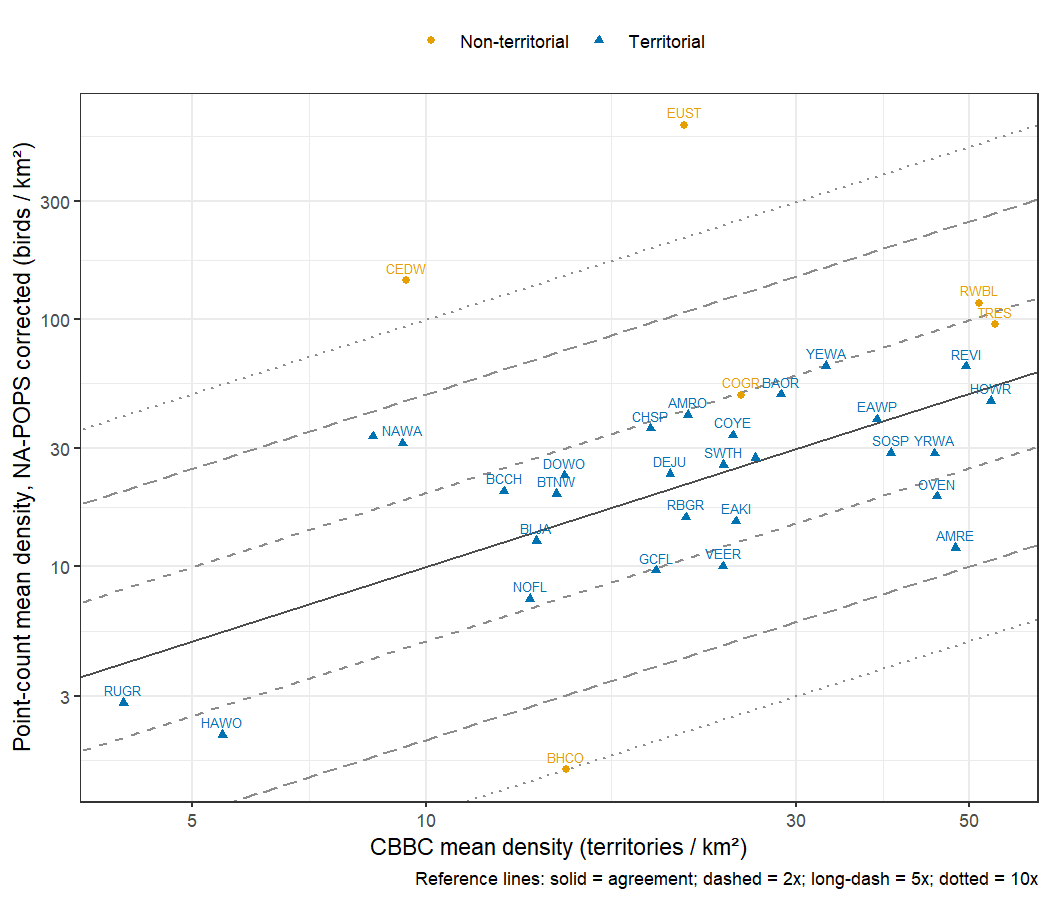 Non-territorial Territorial
Point-count mean density, NA-POPS corrected (birds / km²)
300
100
30
10
3
EUST
CEDW
RWBL
TRES
YEWA
REVI
COGR BAOR
HOWR
AMRO
EAWP
CHSP
COYE
NAWA
SOSP YRWA
SWTH
DEJU
DOWO
BCCH
BTNW
OVEN
RBGR
EAKI
BLJA
AMRE
GCFL
VEER
NOFL
RUGR
HAWO
BHCO
5 10 30 50
CBBC mean density (territories / km²)
Reference lines: solid = agreement; dashed = 2x; long-dash = 5x; dotted = 10x